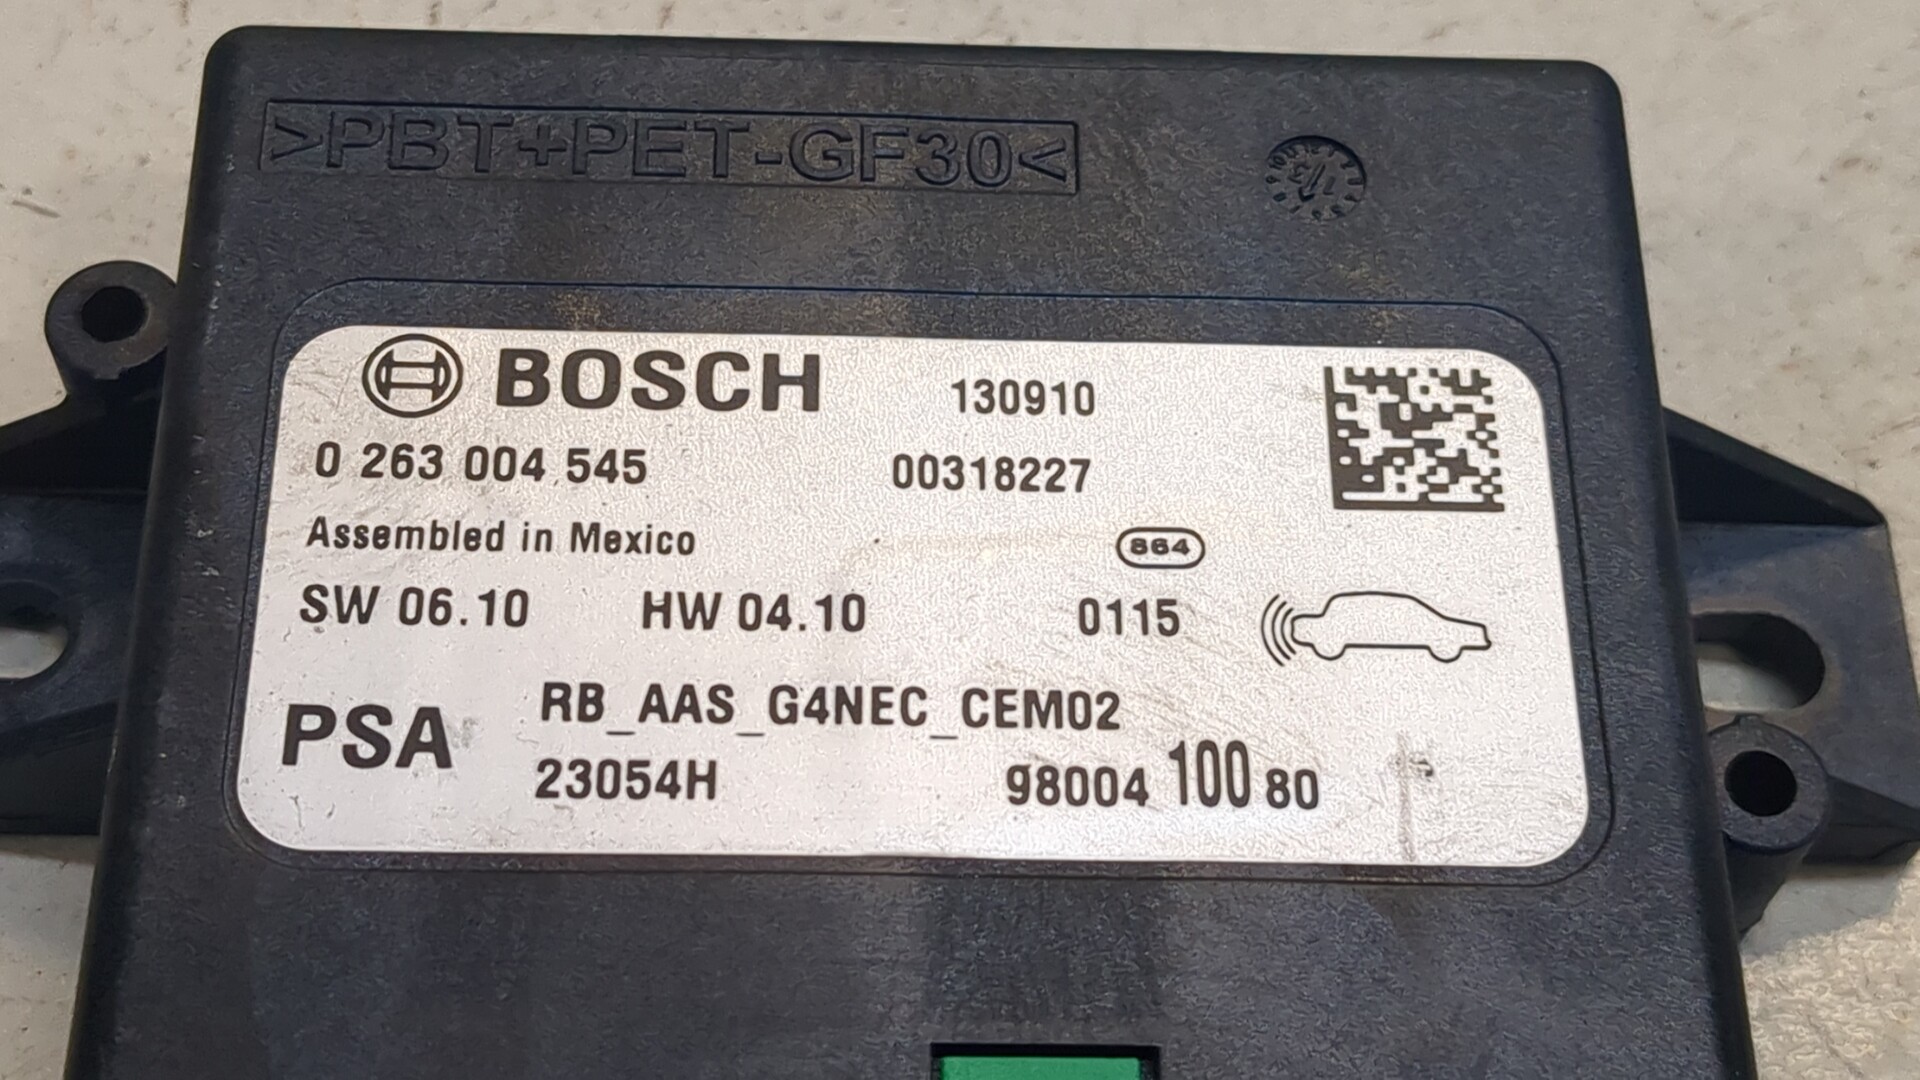 >PBT+PET-GF30<
BOSCH 130910
0 263 004 545 00318227
Assembled in Mexico 864
SW 06.10 HW 04.10 0115
PSA RB_AAS_G4NEC_CEM02
23054H 98004 100 80